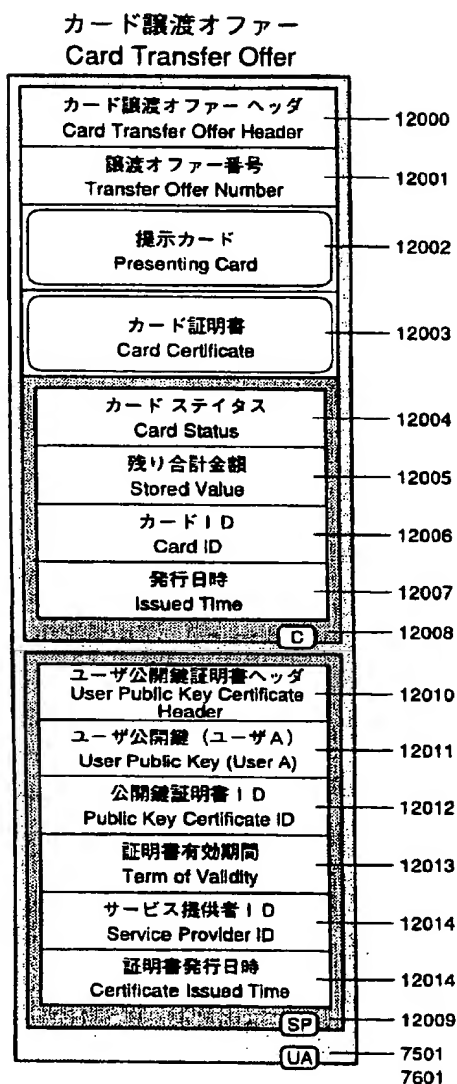 カード譲渡オファー
Card Transfer Offer
カード譲渡オファー ヘッダ
Card Transfer Offer Header
12000
譲渡オファー番号
Transfer Offer Number
12001
提示カード
Presenting Card
12002
カード証明書
Card Certificate
12003
カード ステイタス
Card Status
12004
残り合計金額
Stored Value
12005
カードID
Card ID
12006
発行日時
Issued Time
12007
C
12008
ユーザ公開鍵証明書ヘッダ
User Public Key Certificate
Header
12010
ユーザ公開鍵（ユーザA）
User Public Key (User A)
12011
公開鍵証明書ID
Public Key Certificate ID
12012
証明書有効期間
Term of Validity
12013
サービス提供者ID
Service Provider ID
12014
証明書発行日時
Certificate Issued Time
12014
SP
12009
UA
7501
7601